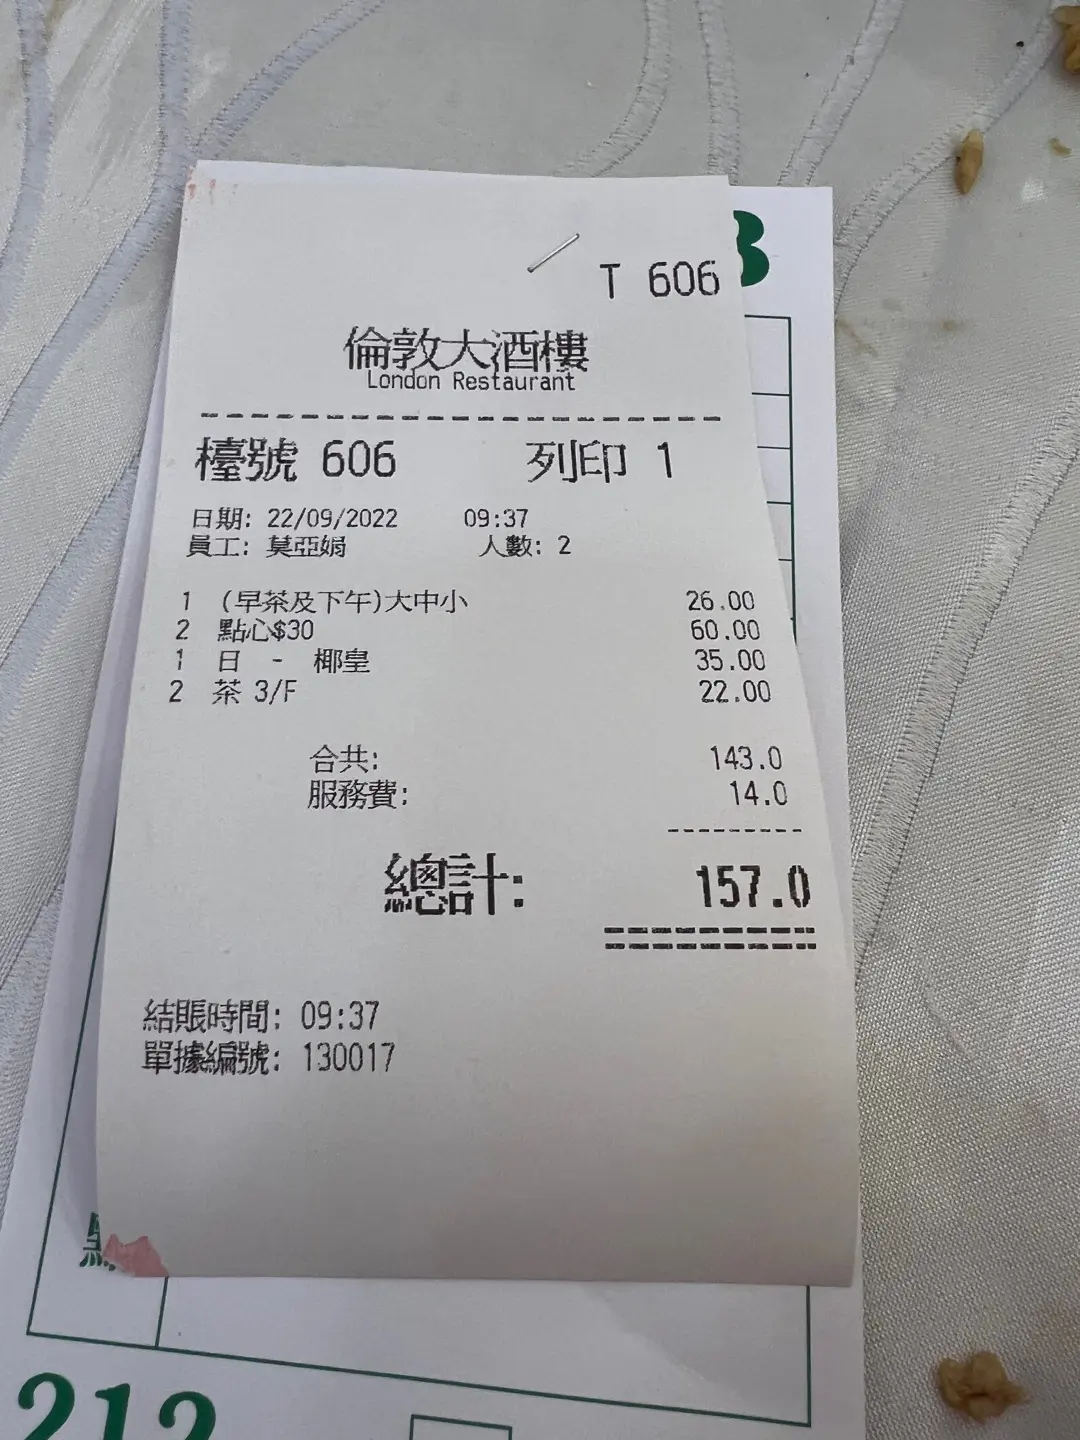 T 606
倫敦大酒樓
London Restaurant
檯號 606 列印 1
日期: 22/09/2022 09:37
員工: 莫亞娟 人數: 2
1 (早茶及下午)大中小 26.00
2 點心$30 60.00
1 日 - 椰皇 35.00
2 茶 3/F 22.00
合共: 143.0
服務費: 14.0
總計: 157.0
結賬時間: 09:37
單據編號: 130017
212